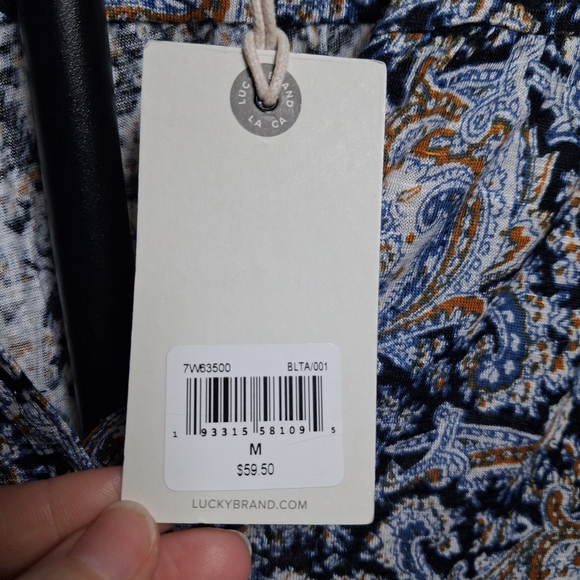 LUCKY BRAND
LA CA
7W63500 BLTA/001
1 93315 58109 5
M
$59.50
LUCKYBRAND.COM